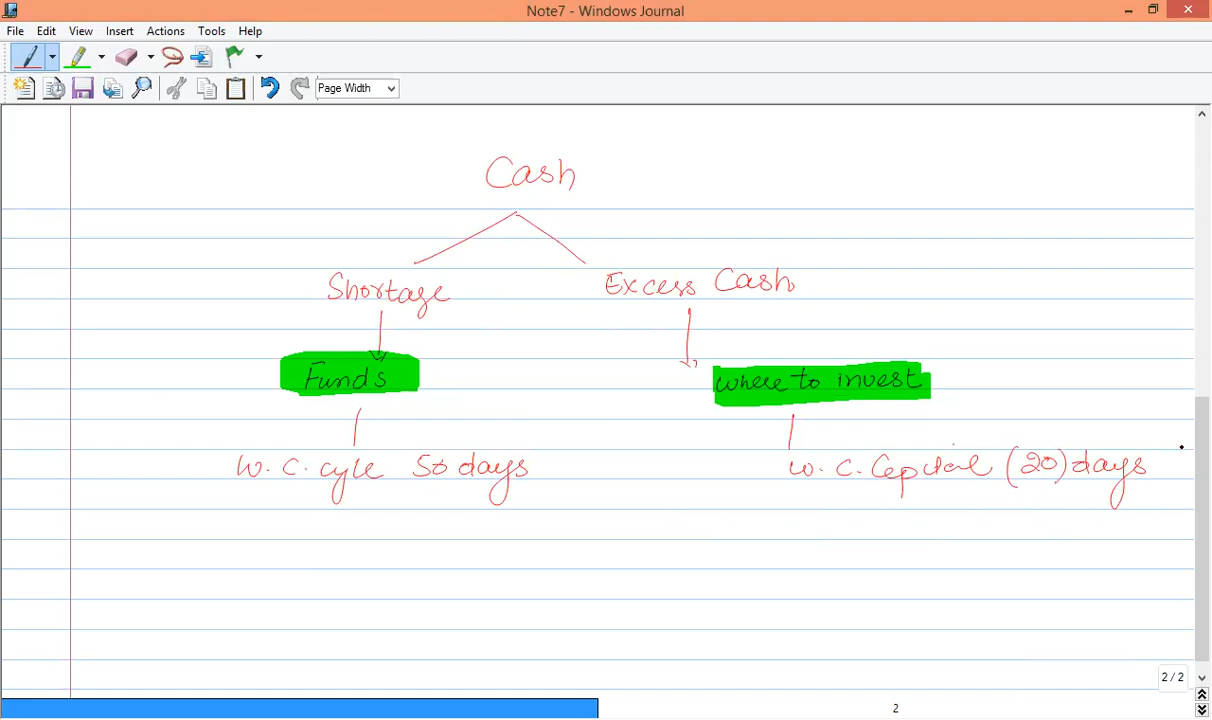 Note7 - Windows Journal
File Edit View Insert Actions Tools Help
Page Width
Cash
Shortage Excess Cash
Funds where to invest
W. C. cyle 50 days w. c. Capital (20) days
2 / 2
2